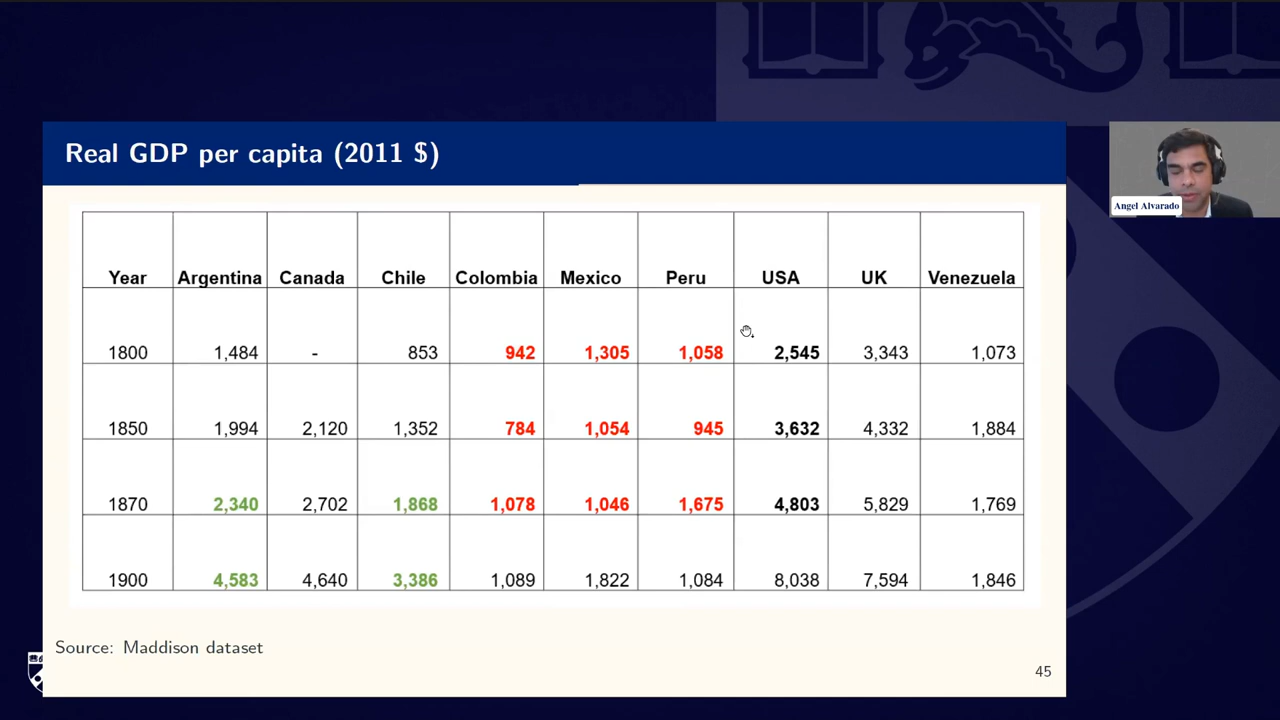 Real GDP per capita (2011 $)
Angel Alvarado
Year Argentina Canada Chile Colombia Mexico Peru USA UK Venezuela
1800 1,484 - 853 942 1,305 1,058 2,545 3,343 1,073
1850 1,994 2,120 1,352 784 1,054 945 3,632 4,332 1,884
1870 2,340 2,702 1,868 1,078 1,046 1,675 4,803 5,829 1,769
1900 4,583 4,640 3,386 1,089 1,822 1,084 8,038 7,594 1,846
Source: Maddison dataset
45